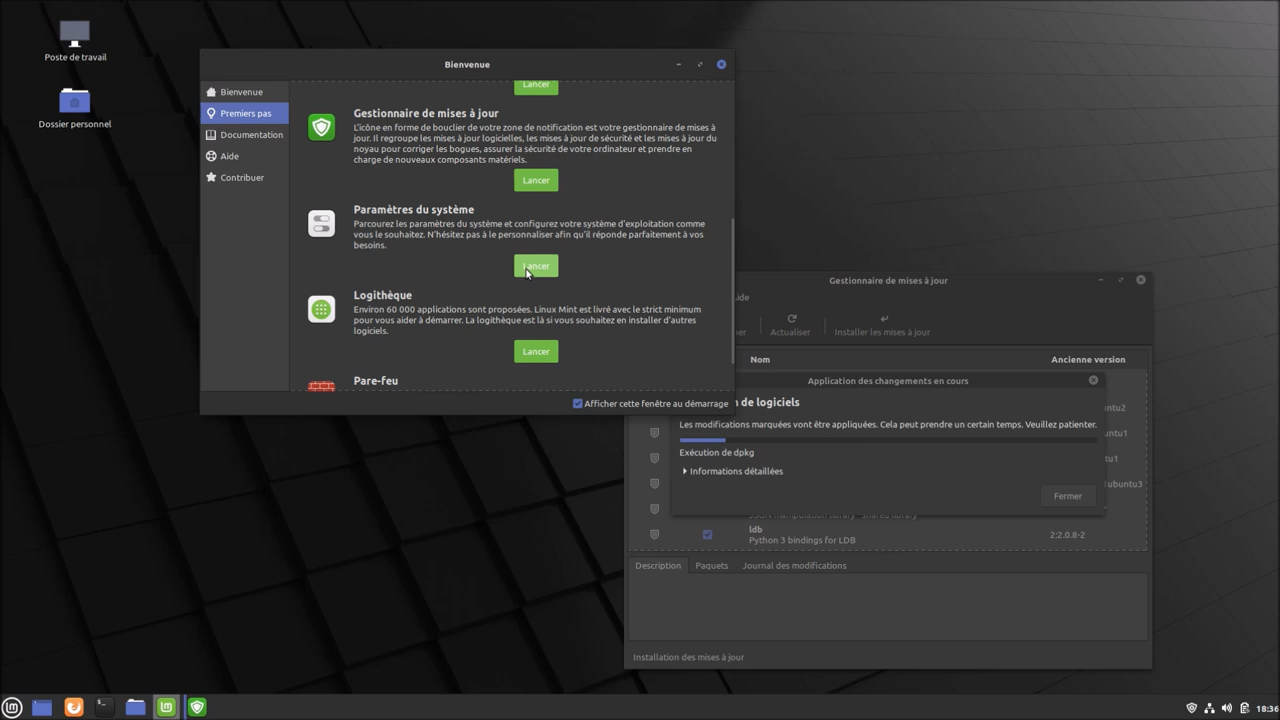 Poste de travail
Dossier personnel
Bienvenue
Bienvenue
Premiers pas
Documentation
Aide
Contribuer
Lancer
Gestionnaire de mises à jour
L'icône en forme de bouclier de votre zone de notification est votre gestionnaire de mises à
jour. Il regroupe les mises à jour logicielles, les mises à jour de sécurité et les mises à jour du
noyau pour corriger les bogues, assurer la sécurité de votre ordinateur et prendre en
charge de nouveaux composants matériels.
Lancer
Paramètres du système
Parcourez les paramètres du système et configurez votre système d'exploitation comme
vous le souhaitez. N'hésitez pas à le personnaliser afin qu'il réponde parfaitement à vos
besoins.
Lancer
Logithèque
Environ 60 000 applications sont proposées. Linux Mint est livré avec le strict minimum
pour vous aider à démarrer. La logithèque est là si vous souhaitez en installer d'autres
logiciels.
Lancer
Pare-feu
Afficher cette fenêtre au démarrage
Gestionnaire de mises à jour
Actualiser
Installer les mises à jour
Nom
Ancienne version
Application des changements en cours
de logiciels
Les modifications marquées vont être appliquées. Cela peut prendre un certain temps. Veuillez patienter.
Exécution de dpkg
Informations détaillées
Fermer
JSON manipulation library - shared library
ldb
Python 3 bindings for LDB
2:2.0.8-2
Description
Paquets
Journal des modifications
Installation des mises à jour
18:36